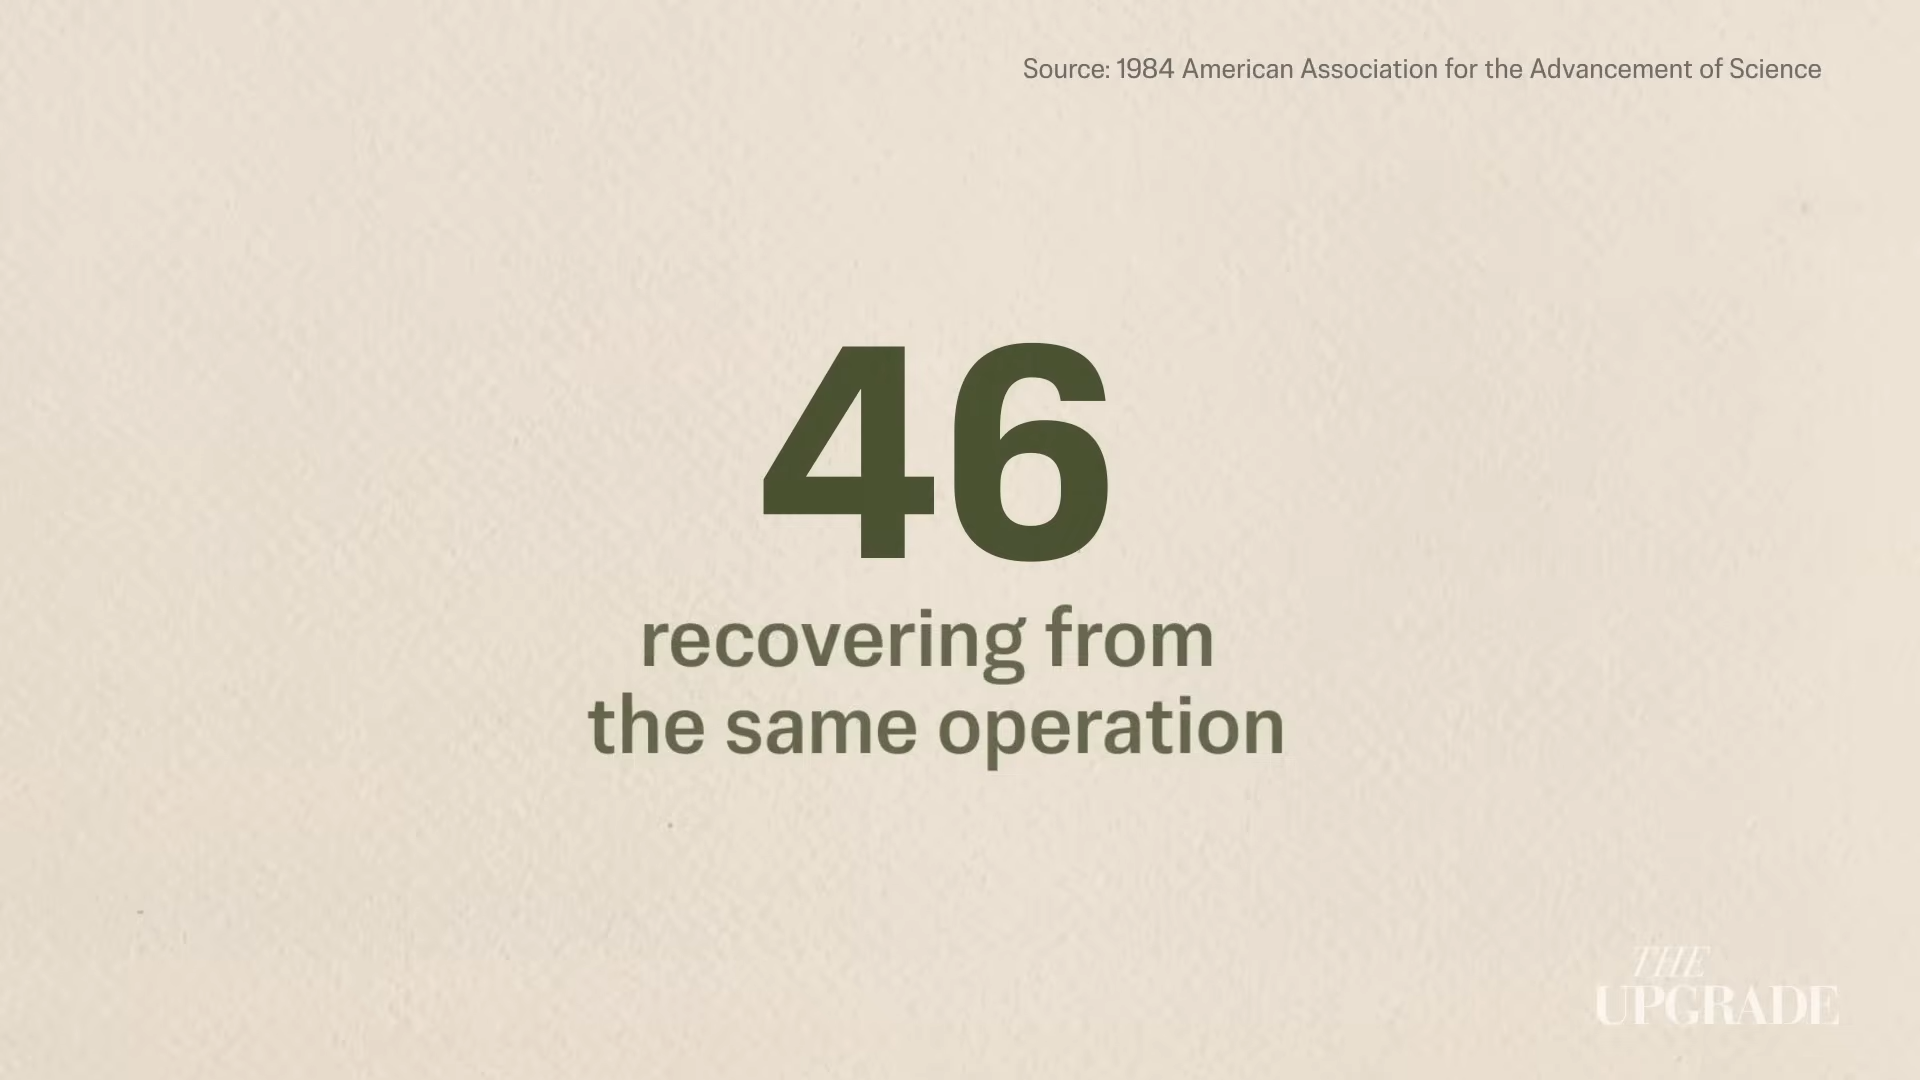 Source: 1984 American Association for the Advancement of Science
46
recovering from
the same operation
THE
UPGRADE